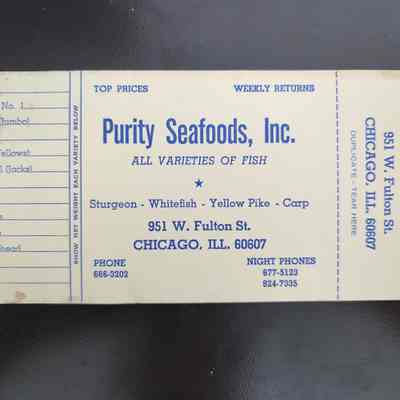 No. 1
(Jumbo)
Yellows)
(Jacks)
head
SHOW NET WEIGHT EACH VARIETY BELOW
TOP PRICES WEEKLY RETURNS
Purity Seafoods, Inc.
ALL VARIETIES OF FISH
★
Sturgeon - Whitefish - Yellow Pike - Carp
951 W. Fulton St.
CHICAGO, ILL. 60607
PHONE NIGHT PHONES
666-3202 677-5123
824-7335
951 W. Fulton St.
CHICAGO, ILL. 60607
DUPLICATE - TEAR HERE